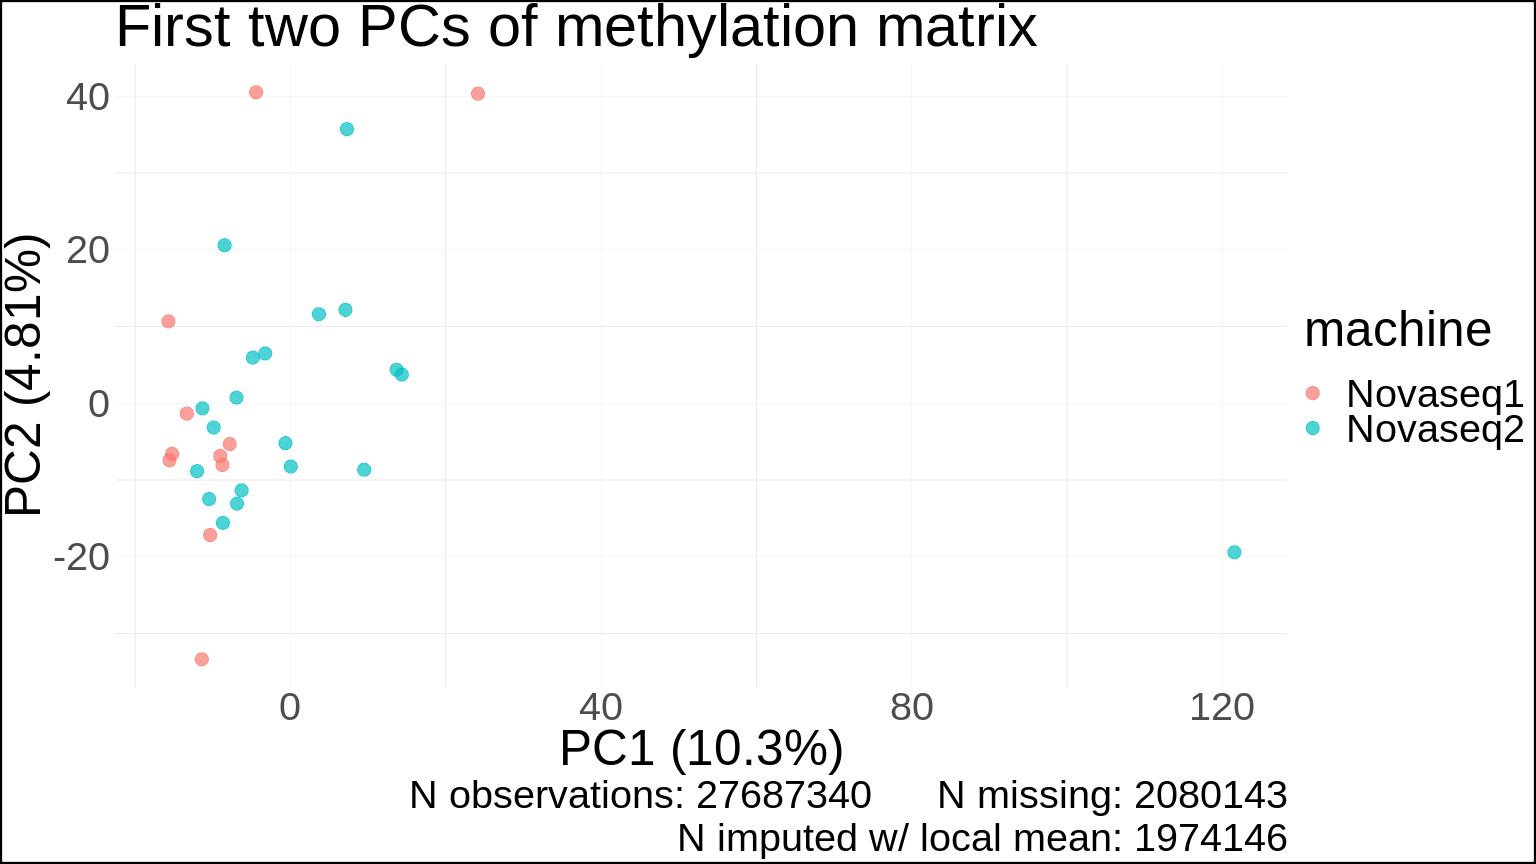 First two PCs of methylation matrix
PC2 (4.81%)
40
20
0
-20
0 40 80 120
PC1 (10.3%)
machine
Novaseq1
Novaseq2
N observations: 27687340 N missing: 2080143
N imputed w/ local mean: 1974146